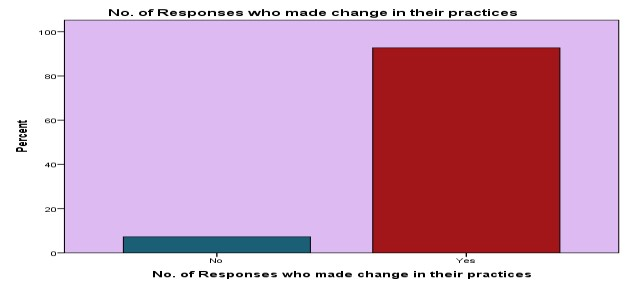 No. of Responses who made change in their practices
100
80
60
40
20
0
Percent
No
Yes
No. of Responses who made change in their practices